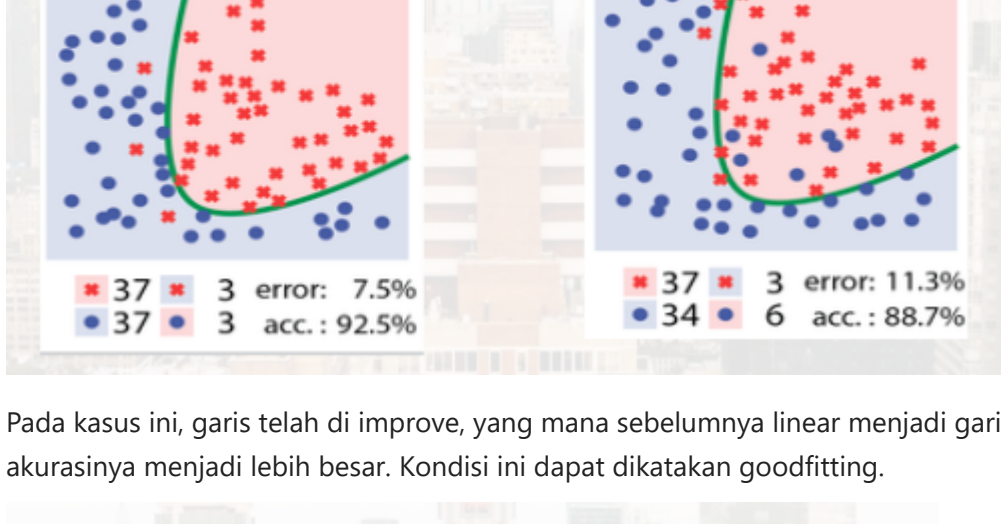 37 3 error: 7.5%
37 3 acc. : 92.5%
37 3 error: 11.3%
34 6 acc. : 88.7%
Pada kasus ini, garis telah di improve, yang mana sebelumnya linear menjadi gari
akurasinya menjadi lebih besar. Kondisi ini dapat dikatakan goodfitting.